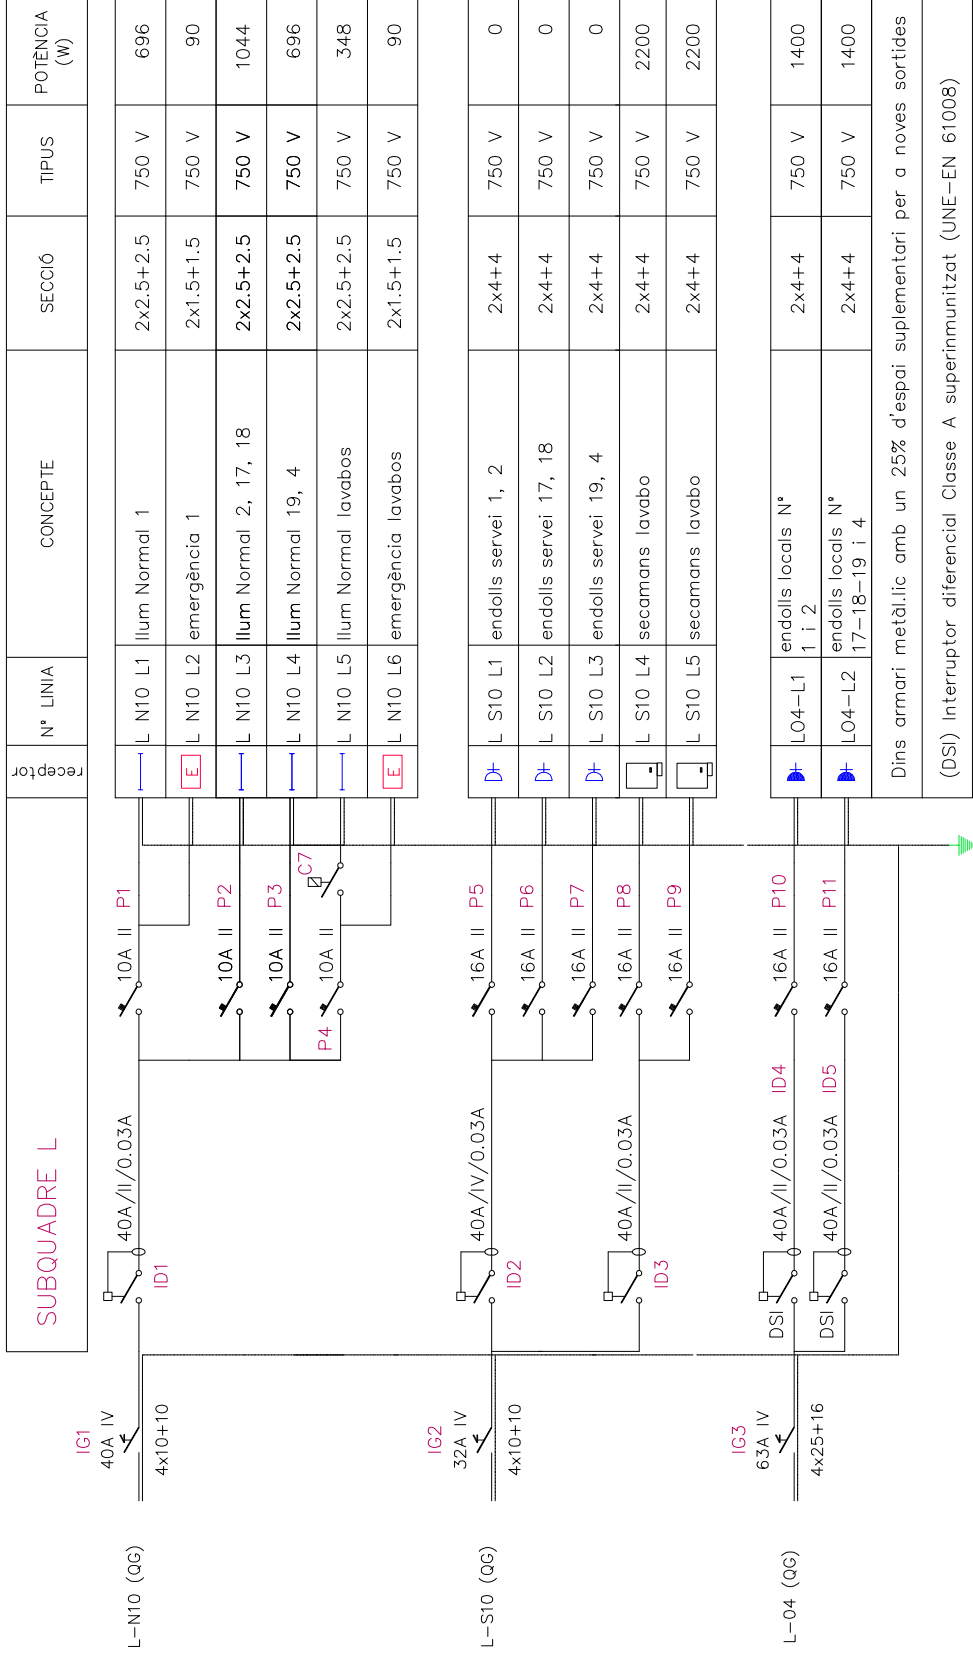 SUBQUADRE L
receptor
Nº LINIA
CONCEPTE
SECCIÓ
TIPUS
POTÈNCIA
(W)
L-N10 (QG)
IG1
40A IV
4x10+10
ID1
40A/II/0.03A
10A II P1
L N10 L1 llum Normal 1 2x2.5+2.5 750 V 696
E L N10 L2 emergència 1 2x1.5+1.5 750 V 90
10A II P2
L N10 L3 llum Normal 2, 17, 18 2x2.5+2.5 750 V 1044
10A II P3
L N10 L4 llum Normal 19, 4 2x2.5+2.5 750 V 696
P4 10A II
C7
L N10 L5 llum Normal lavabos 2x2.5+2.5 750 V 348
E L N10 L6 emergència lavabos 2x1.5+1.5 750 V 90
L-S10 (QG)
IG2
32A IV
4x10+10
ID2
40A/IV/0.03A
16A II P5
L S10 L1 endolls servei 1, 2 2x4+4 750 V 0
16A II P6
L S10 L2 endolls servei 17, 18 2x4+4 750 V 0
16A II P7
L S10 L3 endolls servei 19, 4 2x4+4 750 V 0
ID3
40A/II/0.03A
16A II P8
L S10 L4 secamans lavabo 2x4+4 750 V 2200
16A II P9
L S10 L5 secamans lavabo 2x4+4 750 V 2200
L-04 (QG)
IG3
63A IV
4x25+16
DSI
40A/II/0.03A ID4
16A II P10
L04-L1 endolls locals Nº
1 i 2
2x4+4 750 V 1400
DSI
40A/II/0.03A ID5
16A II P11
L04-L2 endolls locals Nº
17-18-19 i 4
2x4+4 750 V 1400
Dins armari metàl.lic amb un 25% d'espai suplementari per a noves sortides
(DSI) Interruptor diferencial Classe A superinmunitzat (UNE-EN 61008)